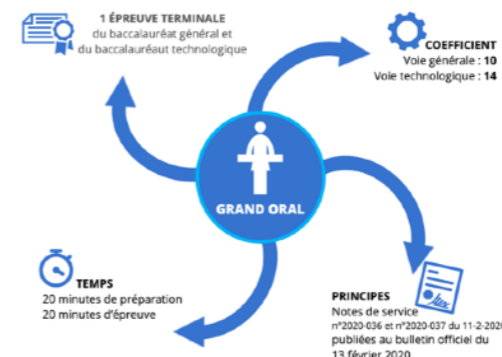 1 ÉPREUVE TERMINALE
du baccalauréat général et
du baccalauréaut technologique
COEFFICIENT
Voie générale : 10
Voie technologique : 14
GRAND ORAL
TEMPS
20 minutes de préparation
20 minutes d'épreuve
PRINCIPES
Notes de service
n°2020-036 et n°2020-037 du 11-2-202
publiées au bulletin officiel du
13 février 2020